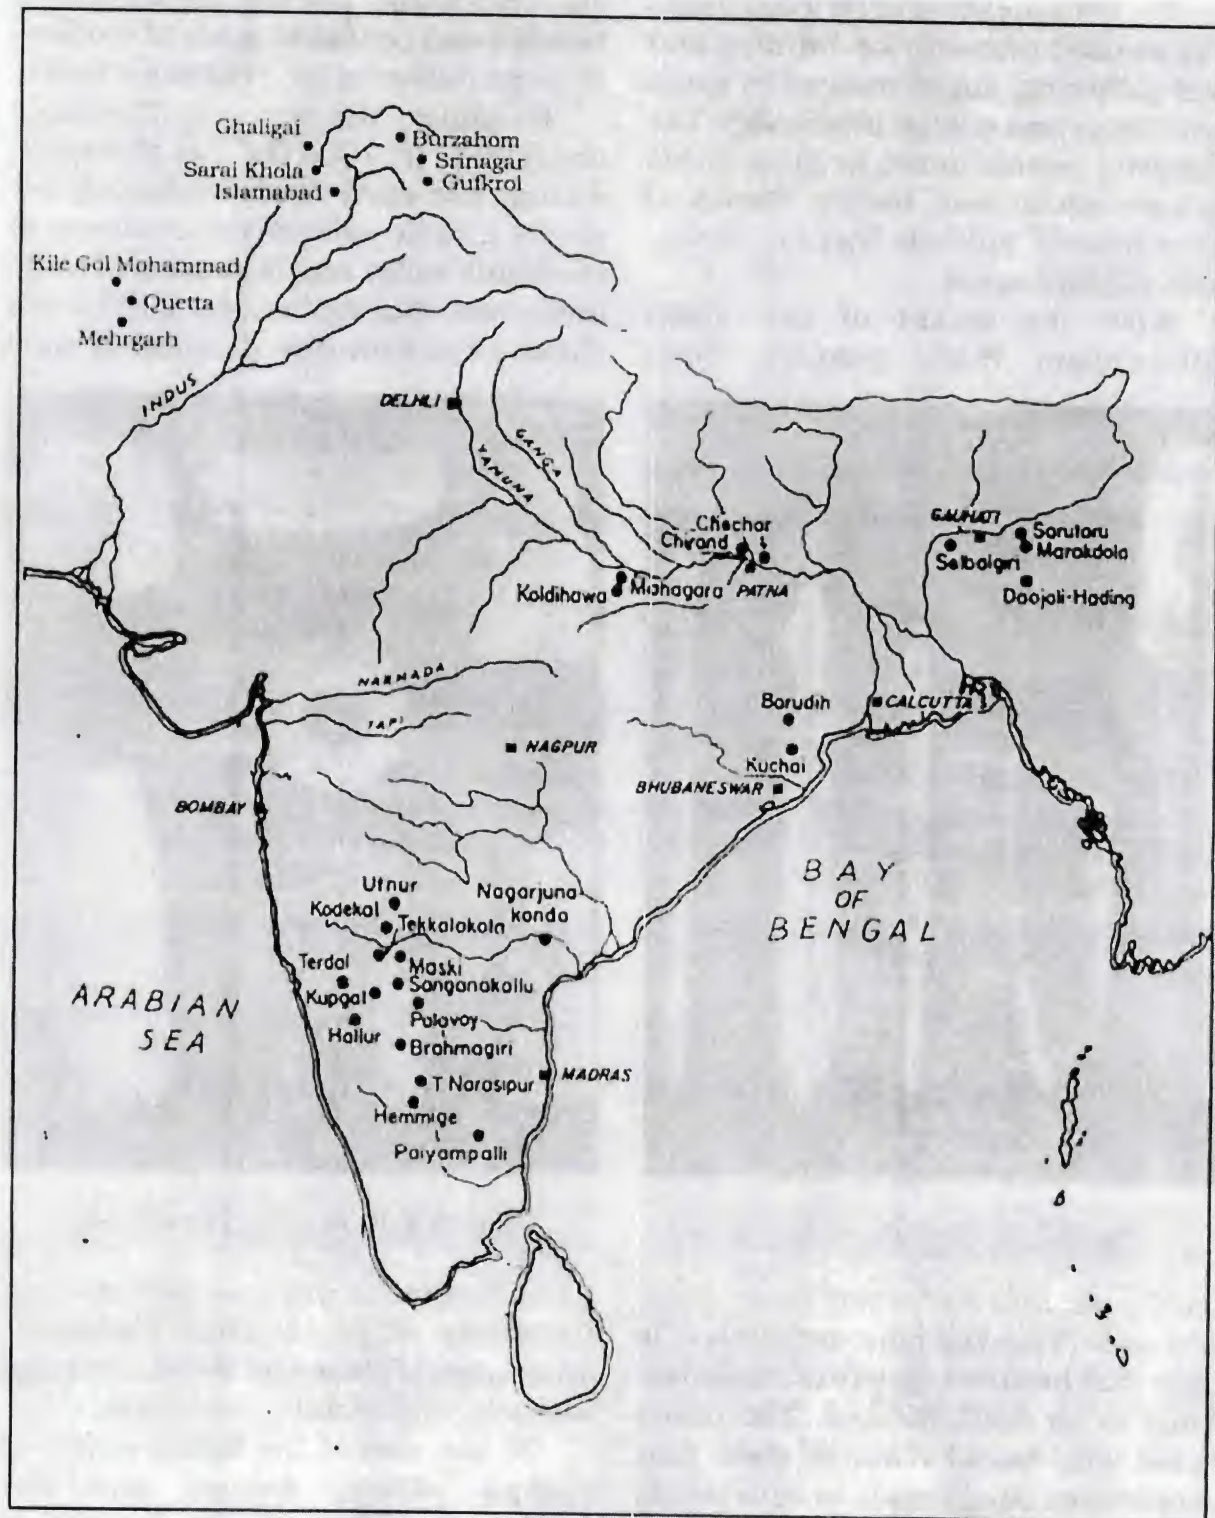 Ghaligai
Burzahom
Srinagar
Sarai Khola
Gufkrol
Islamabad
Kile Gol Mohammad
Quetta
Mehrgarh
INDUS
DELHLI
GANGA
YAMUNA
Chechar
Chirand
GAUHATI
Sarutaru
Marakdola
Selbalgiri
Koldihawa
Mahagara
PATNA
Daojali-Hading
NARMADA
TAPI
Barudih
CALCUTTA
NAGPUR
Kuchai
BHUBANESWAR
BOMBAY
BAY
OF
BENGAL
Utnur
Nagarjuna
konda
Kodekal
Tekkalakola
Terdal
Maski
Sanganakallu
Kupgal
Palavoy
Hallur
Brahmagiri
ARABIAN
SEA
MADRAS
T Narasipur
Hemmige
Paiyampalli